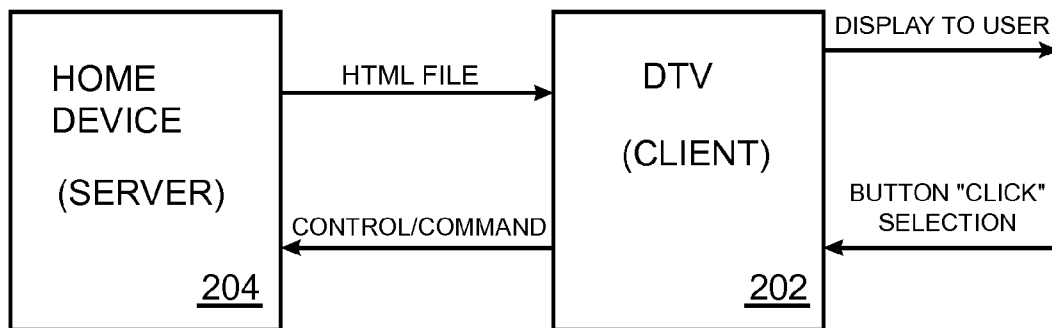 HOME
DEVICE
(SERVER)
204
HTML FILE
CONTROL/COMMAND
DTV
(CLIENT)
202
DISPLAY TO USER
BUTTON "CLICK"
SELECTION